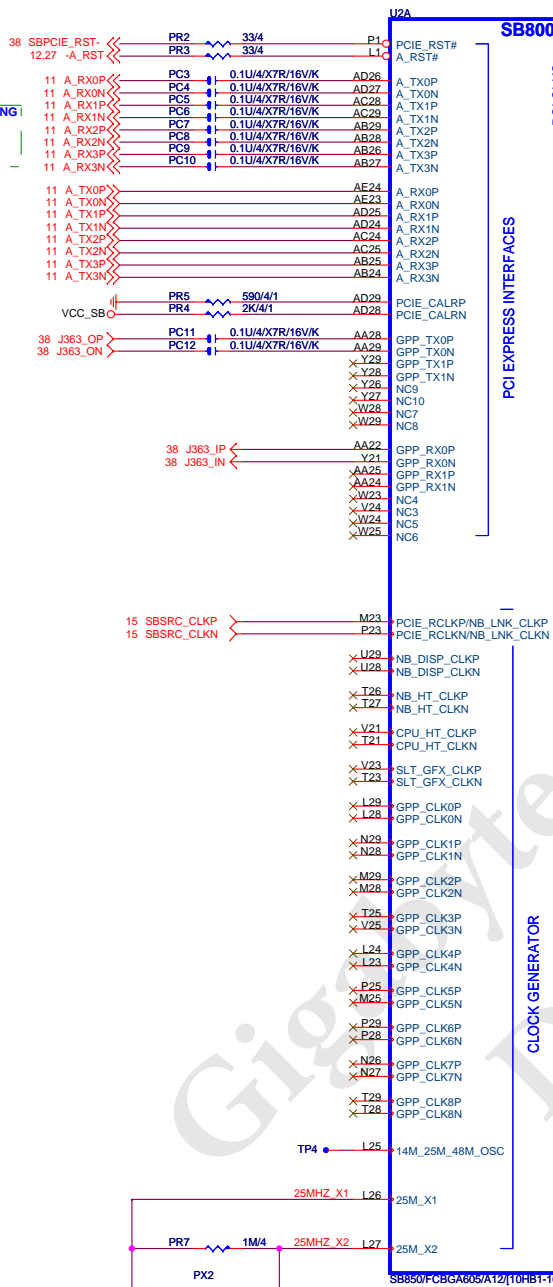 U2A
SB800
38 SBPCIE_RST- PR2 33/4 P1 PCIE_RST#
12,27 -A_RST PR3 33/4 L1 A_RST#
11 A_RX0P PC3 0.1U/4/X7R/16V/K AD26 A_TX0P
11 A_RX0N PC4 0.1U/4/X7R/16V/K AD27 A_TX0N
11 A_RX1P PC5 0.1U/4/X7R/16V/K AC28 A_TX1P
NG 11 A_RX1N PC6 0.1U/4/X7R/16V/K AC29 A_TX1N
11 A_RX2P PC7 0.1U/4/X7R/16V/K AB29 A_TX2P
11 A_RX2N PC8 0.1U/4/X7R/16V/K AB28 A_TX2N
11 A_RX3P PC9 0.1U/4/X7R/16V/K AB26 A_TX3P
11 A_RX3N PC10 0.1U/4/X7R/16V/K AB27 A_TX3N
11 A_TX0P AE24 A_RX0P
11 A_TX0N AE23 A_RX0N
11 A_TX1P AD25 A_RX1P
11 A_TX1N AD24 A_RX1N
11 A_TX2P AC24 A_RX2P
11 A_TX2N AC25 A_RX2N
11 A_TX3P AB25 A_RX3P
11 A_TX3N AB24 A_RX3N
PR5 590/4/1 AD29 PCIE_CALRP
VCC_SB PR4 2K/4/1 AD28 PCIE_CALRN
38 J363_OP PC11 0.1U/4/X7R/16V/K AA28 GPP_TX0P
38 J363_ON PC12 0.1U/4/X7R/16V/K AA29 GPP_TX0N
Y29 GPP_TX1P
Y28 GPP_TX1N
Y26 NC9
Y27 NC10
W28 NC7
W29 NC8
38 J363_IP AA22 GPP_RX0P
38 J363_IN Y21 GPP_RX0N
AA25 GPP_RX1P
AA24 GPP_RX1N
W23 NC4
V24 NC3
W24 NC5
W25 NC6
PCI EXPRESS INTERFACES
15 SBSRC_CLKP M23 PCIE_RCLKP/NB_LNK_CLKP
15 SBSRC_CLKN P23 PCIE_RCLKN/NB_LNK_CLKN
U29 NB_DISP_CLKP
U28 NB_DISP_CLKN
T26 NB_HT_CLKP
T27 NB_HT_CLKN
V21 CPU_HT_CLKP
T21 CPU_HT_CLKN
V23 SLT_GFX_CLKP
T23 SLT_GFX_CLKN
L29 GPP_CLK0P
L28 GPP_CLK0N
N29 GPP_CLK1P
N28 GPP_CLK1N
M29 GPP_CLK2P
M28 GPP_CLK2N
T25 GPP_CLK3P
V25 GPP_CLK3N
L24 GPP_CLK4P
L23 GPP_CLK4N
P25 GPP_CLK5P
M25 GPP_CLK5N
P29 GPP_CLK6P
P28 GPP_CLK6N
N26 GPP_CLK7P
N27 GPP_CLK7N
T29 GPP_CLK8P
T28 GPP_CLK8N
CLOCK GENERATOR
TP4 L25 14M_25M_48M_OSC
25MHZ_X1 L26 25M_X1
PR7 1M/4 25MHZ_X2 L27 25M_X2
PX2
SB850/FCBGA605/A12/[10HB1-1
Gigabyte